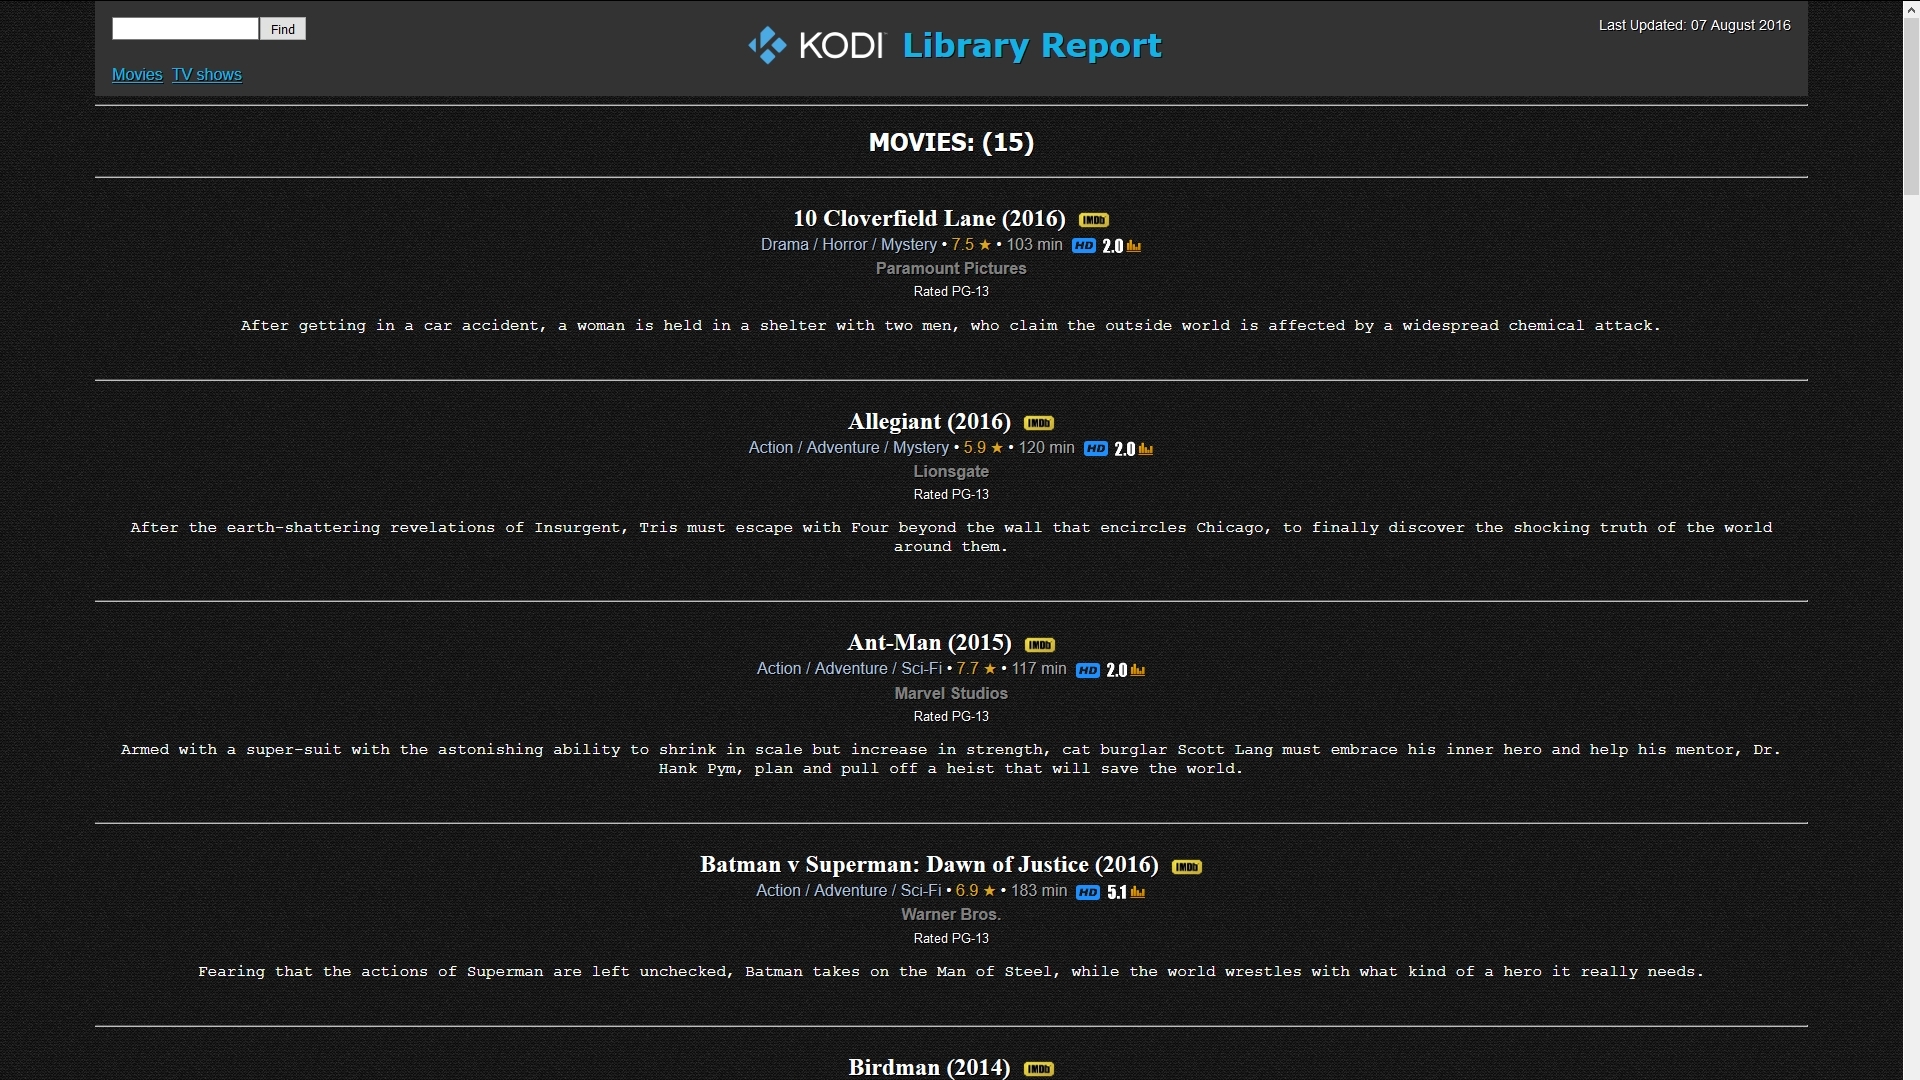 Find
KODI Library Report
Last Updated: 07 August 2016
Movies TV shows
MOVIES: (15)
10 Cloverfield Lane (2016) IMDb
Drama / Horror / Mystery • 7.5 ★ • 103 min HD 2.0
Paramount Pictures
Rated PG-13
After getting in a car accident, a woman is held in a shelter with two men, who claim the outside world is affected by a widespread chemical attack.
Allegiant (2016) IMDb
Action / Adventure / Mystery • 5.9 ★ • 120 min HD 2.0
Lionsgate
Rated PG-13
After the earth-shattering revelations of Insurgent, Tris must escape with Four beyond the wall that encircles Chicago, to finally discover the shocking truth of the world
around them.
Ant-Man (2015) IMDb
Action / Adventure / Sci-Fi • 7.7 ★ • 117 min HD 2.0
Marvel Studios
Rated PG-13
Armed with a super-suit with the astonishing ability to shrink in scale but increase in strength, cat burglar Scott Lang must embrace his inner hero and help his mentor, Dr.
Hank Pym, plan and pull off a heist that will save the world.
Batman v Superman: Dawn of Justice (2016) IMDb
Action / Adventure / Sci-Fi • 6.9 ★ • 183 min HD 5.1
Warner Bros.
Rated PG-13
Fearing that the actions of Superman are left unchecked, Batman takes on the Man of Steel, while the world wrestles with what kind of a hero it really needs.
Birdman (2014) IMDb